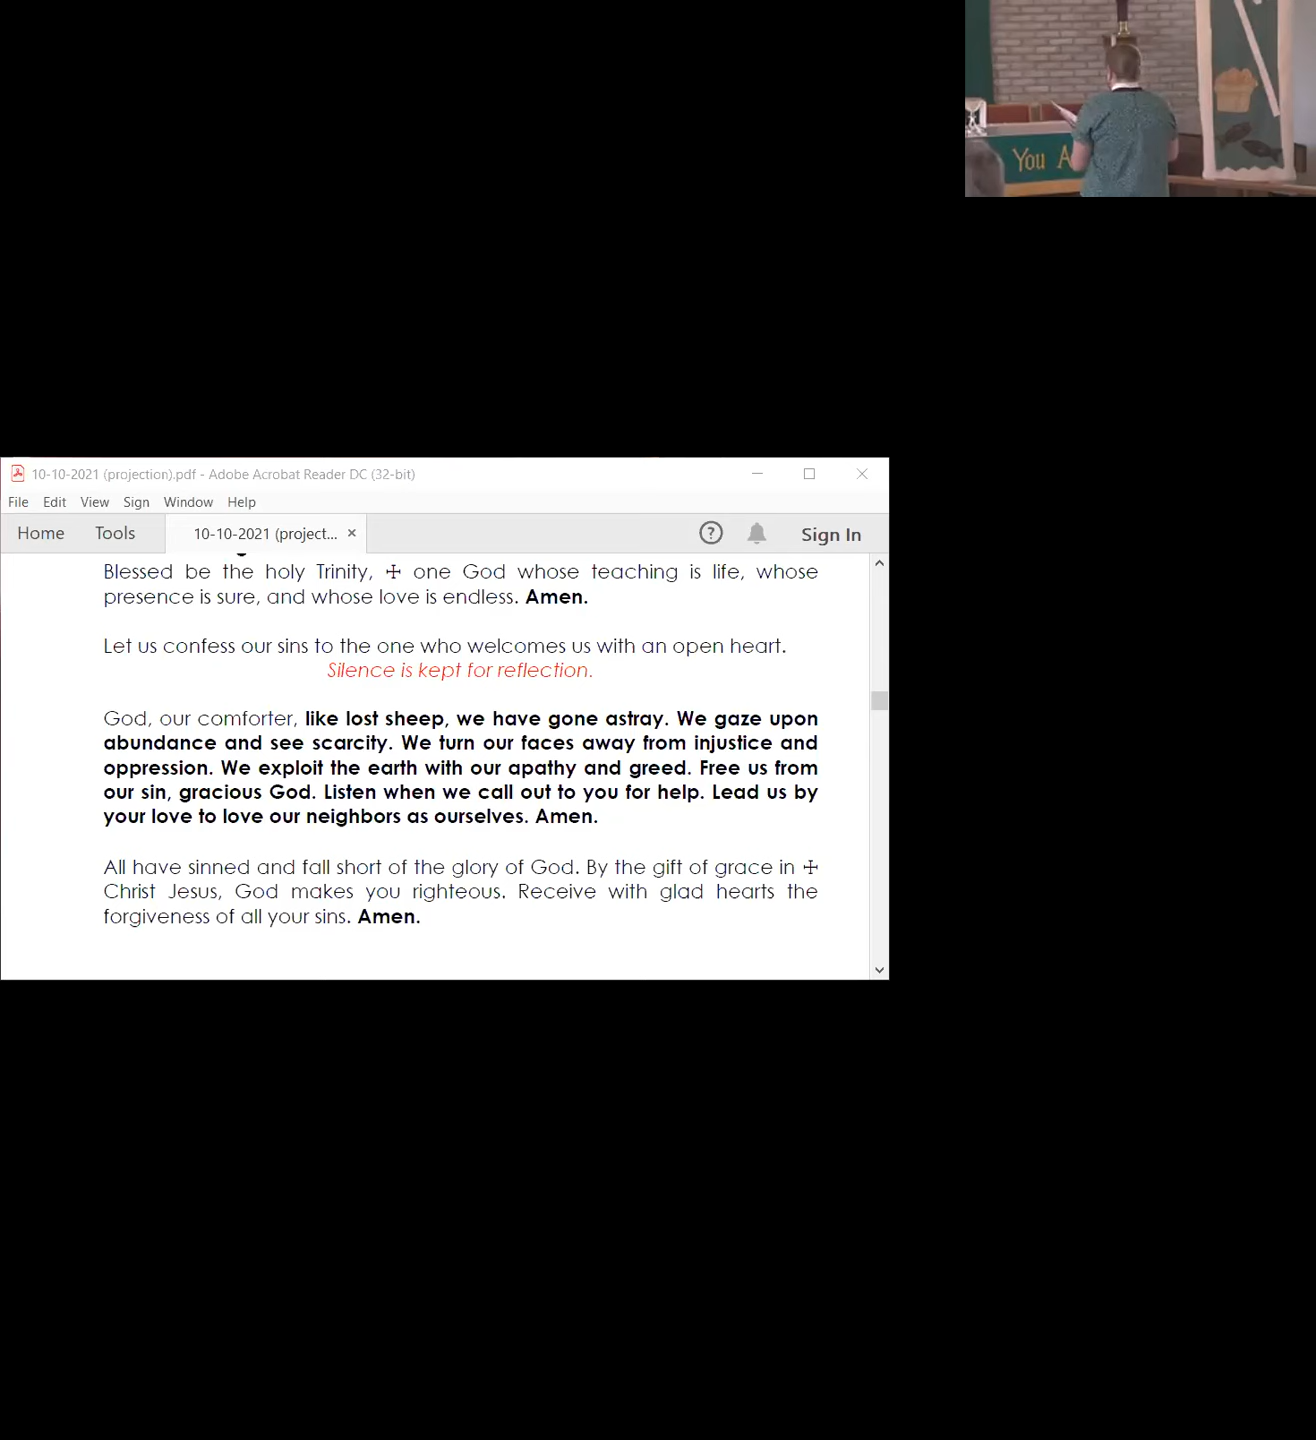 You A
10-10-2021 (projection).pdf - Adobe Acrobat Reader DC (32-bit)
File Edit View Sign Window Help
Home Tools 10-10-2021 (project... × ? Sign In
Blessed be the holy Trinity, ☩ one God whose teaching is life, whose
presence is sure, and whose love is endless. Amen.
Let us confess our sins to the one who welcomes us with an open heart.
Silence is kept for reflection.
God, our comforter, like lost sheep, we have gone astray. We gaze upon
abundance and see scarcity. We turn our faces away from injustice and
oppression. We exploit the earth with our apathy and greed. Free us from
our sin, gracious God. Listen when we call out to you for help. Lead us by
your love to love our neighbors as ourselves. Amen.
All have sinned and fall short of the glory of God. By the gift of grace in ☩
Christ Jesus, God makes you righteous. Receive with glad hearts the
forgiveness of all your sins. Amen.